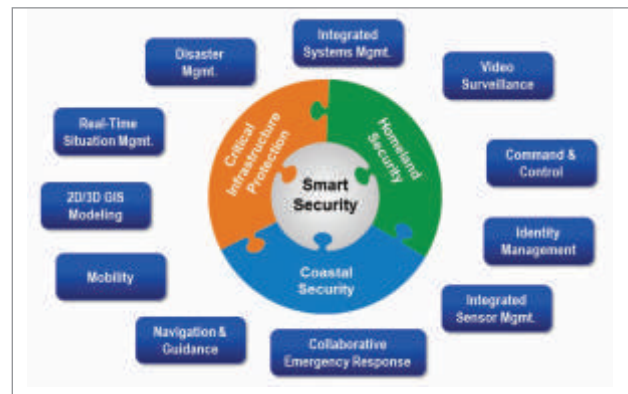 Integrated
Systems Mgmt.
Disaster
Mgmt.
Video
Surveillance
Real-Time
Situation Mgmt.
Critical
Infrastructure
Protection
Homeland
Security
Command &
Control
Smart
Security
2D/3D GIS
Modeling
Identity
Management
Mobility
Coastal
Security
Integrated
Sensor Mgmt.
Navigation &
Guidance
Collaborative
Emergency Response